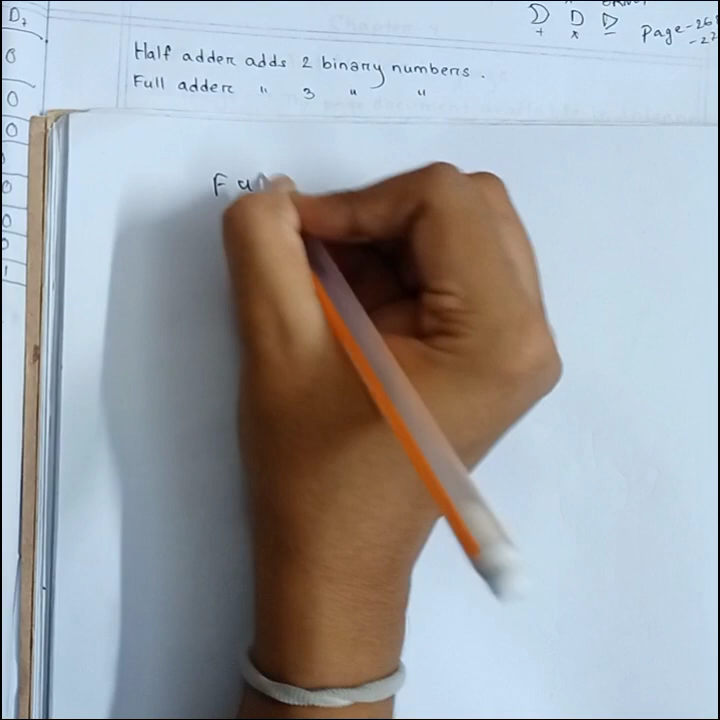 D7
Page-26
-27
0
Half adder adds 2 binary numbers.
Full adder " 3 " "
0
0
0
0
1
Fu